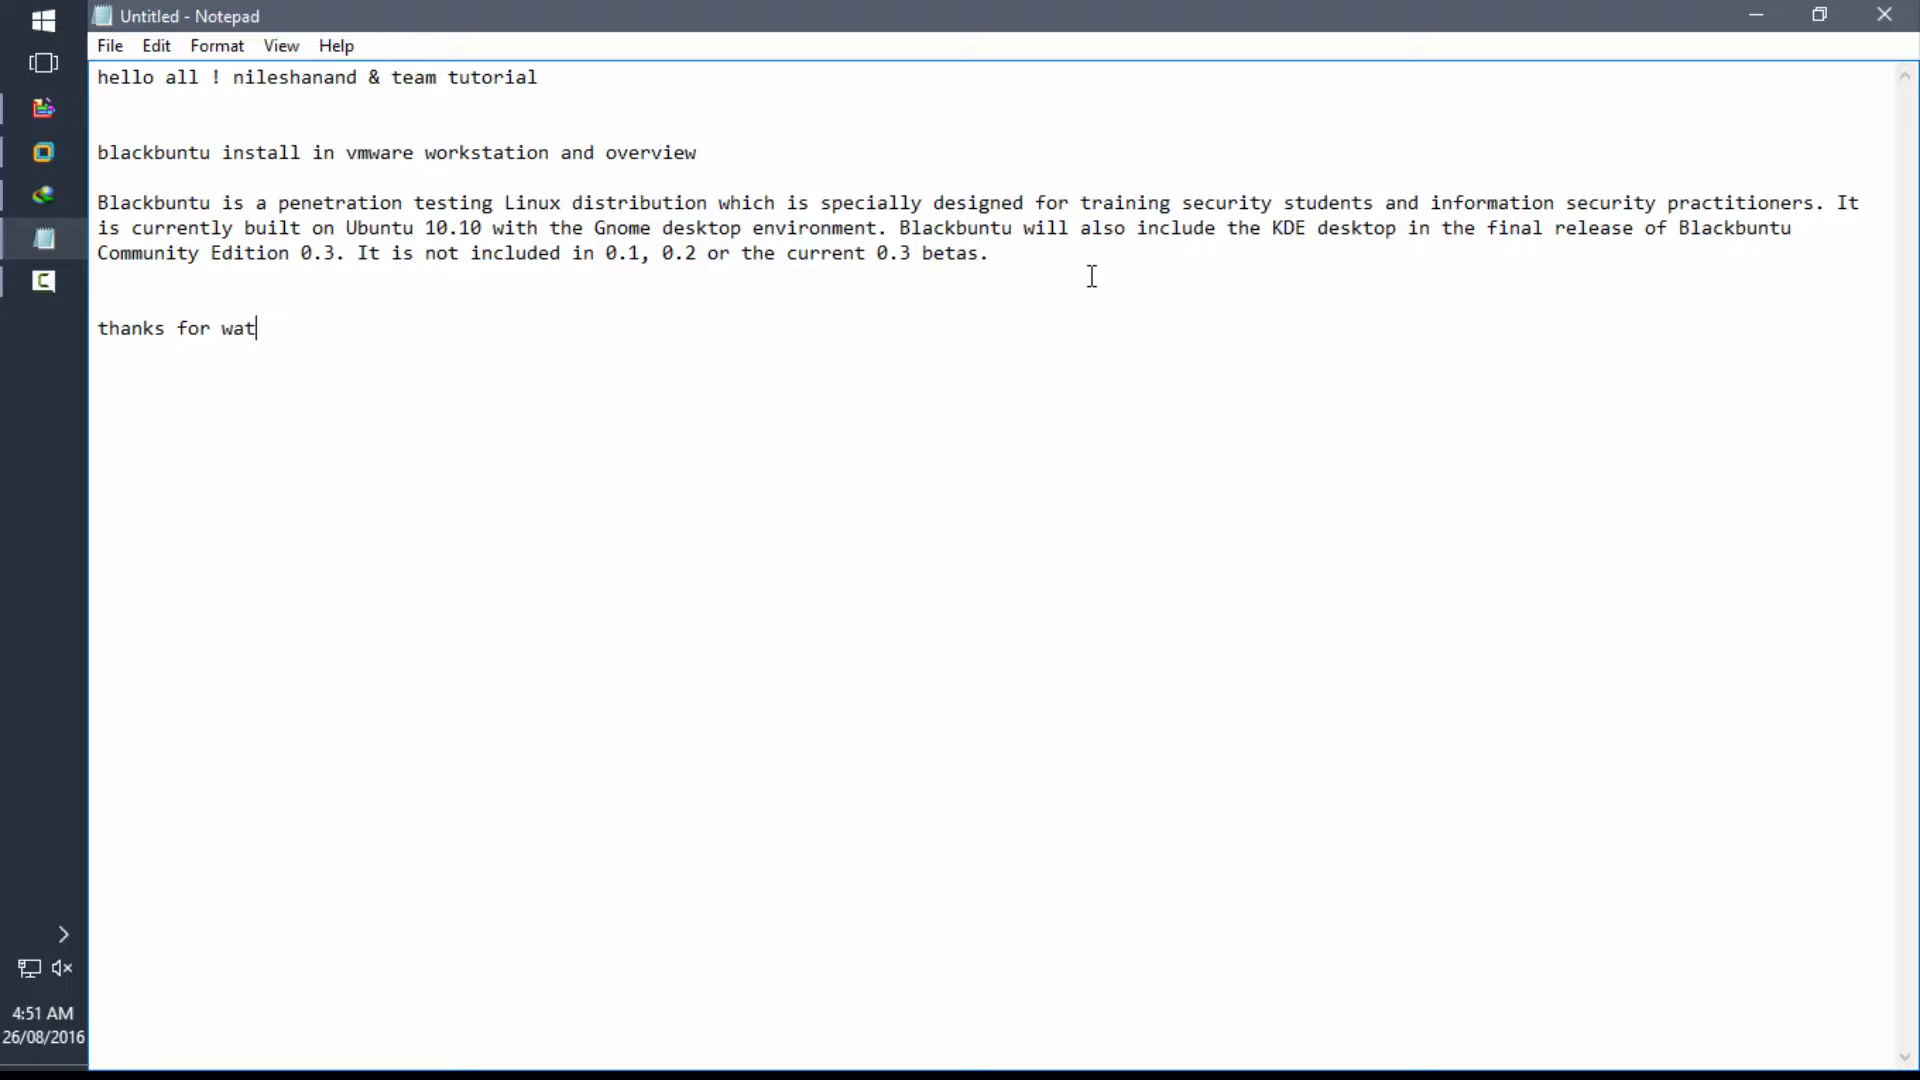 Untitled - Notepad
File Edit Format View Help
hello all ! nileshanand & team tutorial
blackbuntu install in vmware workstation and overview
Blackbuntu is a penetration testing Linux distribution which is specially designed for training security students and information security practitioners. It
is currently built on Ubuntu 10.10 with the Gnome desktop environment. Blackbuntu will also include the KDE desktop in the final release of Blackbuntu
Community Edition 0.3. It is not included in 0.1, 0.2 or the current 0.3 betas.
thanks for wat
4:51 AM
26/08/2016